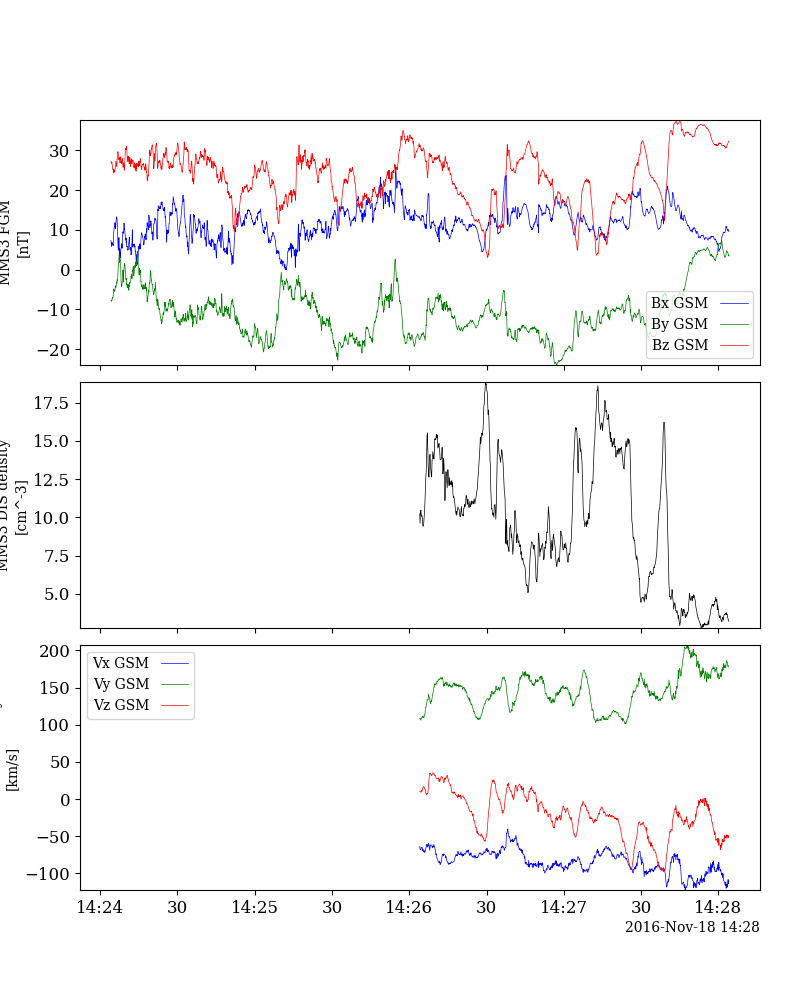 MMS3 FGM
[nT]
30
20
10
0
−10
−20
Bx GSM
By GSM
Bz GSM
MMS3 DIS density
[cm^-3]
17.5
15.0
12.5
10.0
7.5
5.0
[km/s]
200
150
100
50
0
−50
−100
Vx GSM
Vy GSM
Vz GSM
14:24 30 14:25 30 14:26 30 14:27 30 14:28
2016-Nov-18 14:28